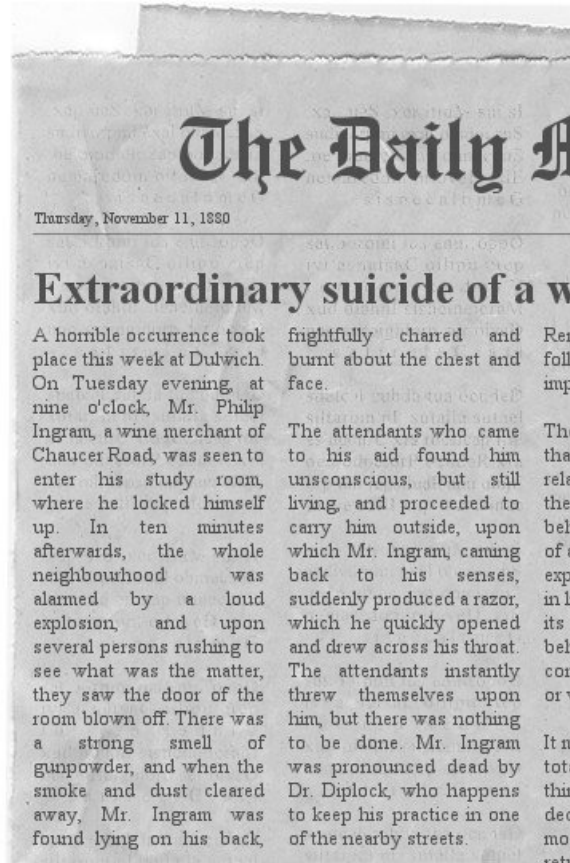 The Daily
Thursday, November 11, 1880
Extraordinary suicide of a
A horrible occurrence took
place this week at Dulwich.
On Tuesday evening, at
nine o'clock, Mr. Philip
Ingram, a wine merchant of
Chaucer Road, was seen to
enter his study room,
where he locked himself
up. In ten minutes
afterwards, the whole
neighbourhood was
alarmed by a loud
explosion, and upon
several persons rushing to
see what was the matter,
they saw the door of the
room blown off. There was
a strong smell of
gunpowder, and when the
smoke and dust cleared
away, Mr. Ingram was
found lying on his back,
frightfully charred and
burnt about the chest and
face.
The attendants who came
to his aid found him
unsconscious, but still
living, and proceeded to
carry him outside, upon
which Mr. Ingram, caming
back to his senses,
suddenly produced a razor,
which he quickly opened
and drew across his throat.
The attendants instantly
threw themselves upon
him, but there was nothing
to be done. Mr. Ingram
was pronounced dead by
Dr. Diplock, who happens
to keep his practice in one
of the nearby streets.
of
in
its
or
It